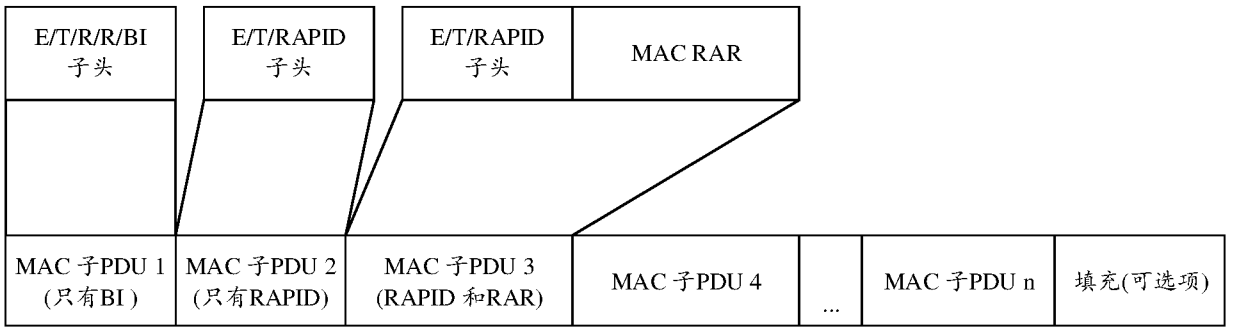 E/T/R/R/BI
子头
E/T/RAPID
子头
E/T/RAPID
子头
MAC RAR
MAC 子PDU 1
(只有BI )
MAC 子PDU 2
(只有RAPID)
MAC 子PDU 3
(RAPID 和RAR)
MAC 子PDU 4
...
MAC 子PDU n
填充(可选项)